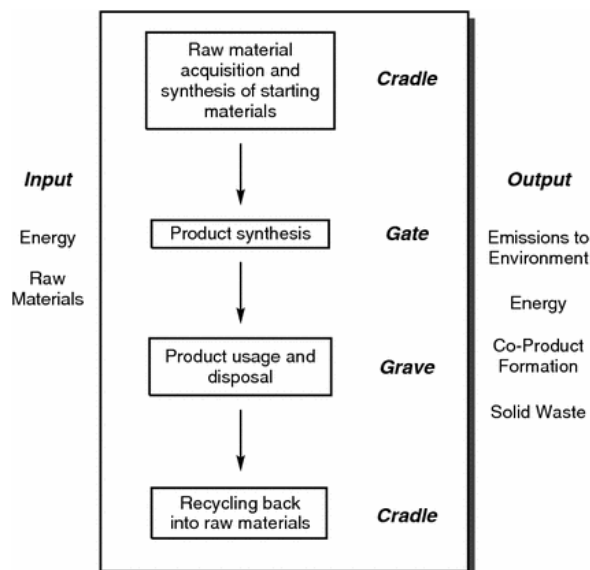 Raw material
acquisition and
synthesis of starting
materials
Cradle
Input
Energy
Raw
Materials
Product synthesis
Gate
Product usage and
disposal
Grave
Recycling back
into raw materials
Cradle
Output
Emissions to
Environment
Energy
Co-Product
Formation
Solid Waste